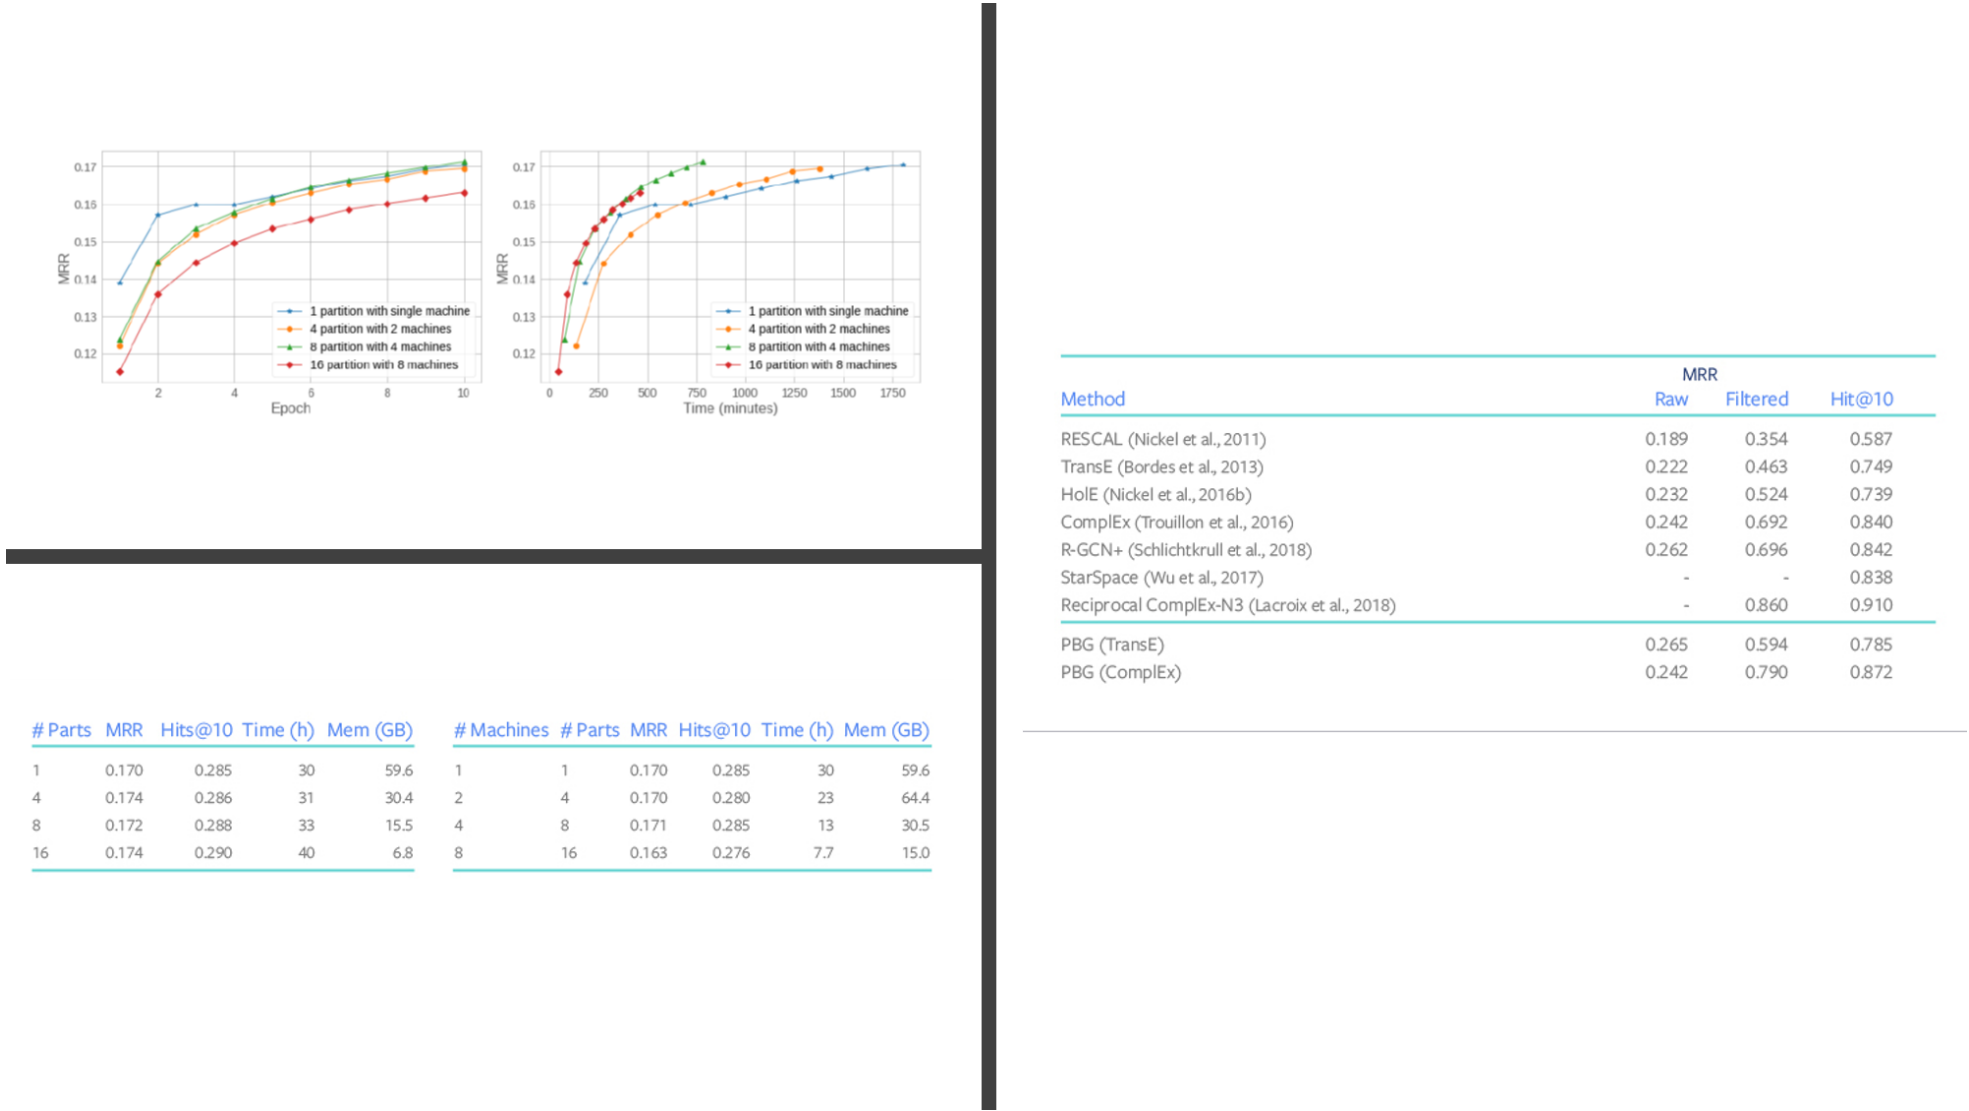 0.17
0.16
0.15
0.14
0.13
0.12
MRR
1 partition with single machine
4 partition with 2 machines
8 partition with 4 machines
16 partition with 8 machines
2 4 6 8 10
Epoch
0.17
0.16
0.15
0.14
0.13
0.12
MRR
1 partition with single machine
4 partition with 2 machines
8 partition with 4 machines
16 partition with 8 machines
0 250 500 750 1000 1250 1500 1750
Time (minutes)
# Parts MRR Hits@10 Time (h) Mem (GB)
1 0.170 0.285 30 59.6
4 0.174 0.286 31 30.4
8 0.172 0.288 33 15.5
16 0.174 0.290 40 6.8
# Machines # Parts MRR Hits@10 Time (h) Mem (GB)
1 1 0.170 0.285 30 59.6
2 4 0.170 0.280 23 64.4
4 8 0.171 0.285 13 30.5
8 16 0.163 0.276 7.7 15.0
MRR
Method Raw Filtered Hit@10
RESCAL (Nickel et al., 2011) 0.189 0.354 0.587
TransE (Bordes et al., 2013) 0.222 0.463 0.749
HolE (Nickel et al., 2016b) 0.232 0.524 0.739
ComplEx (Trouillon et al., 2016) 0.242 0.692 0.840
R-GCN+ (Schlichtkrull et al., 2018) 0.262 0.696 0.842
StarSpace (Wu et al., 2017) - - 0.838
Reciprocal ComplEx-N3 (Lacroix et al., 2018) - 0.860 0.910
PBG (TransE) 0.265 0.594 0.785
PBG (ComplEx) 0.242 0.790 0.872